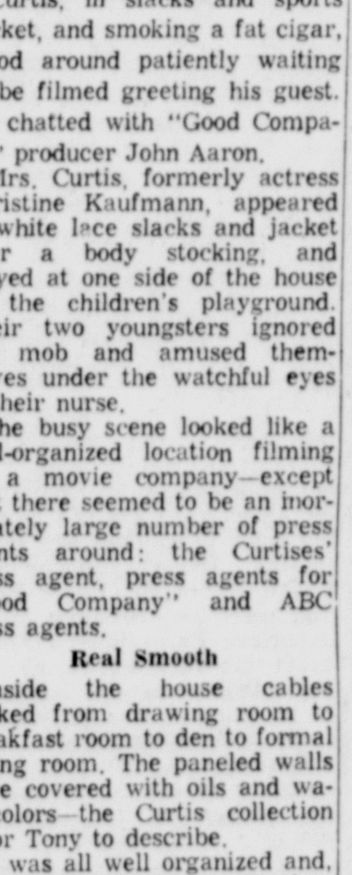 Curtis, in slacks and sports
ket, and smoking a fat cigar,
od around patiently waiting
be filmed greeting his guest.
chatted with "Good Compa-
' producer John Aaron.
Mrs. Curtis, formerly actress
ristine Kaufmann, appeared
white lace slacks and jacket
r a body stocking, and
yed at one side of the house
the children's playground.
eir two youngsters ignored
mob and amused them-
ves under the watchful eyes
their nurse.
he busy scene looked like a
l-organized location filming
a movie company—except
there seemed to be an inor-
ately large number of press
nts around: the Curtises'
ss agent, press agents for
ood Company" and ABC
ss agents.
Real Smooth
nside the house cables
ked from drawing room to
akfast room to den to formal
ng room. The paneled walls
e covered with oils and wa-
olors—the Curtis collection
or Tony to describe.
was all well organized and,